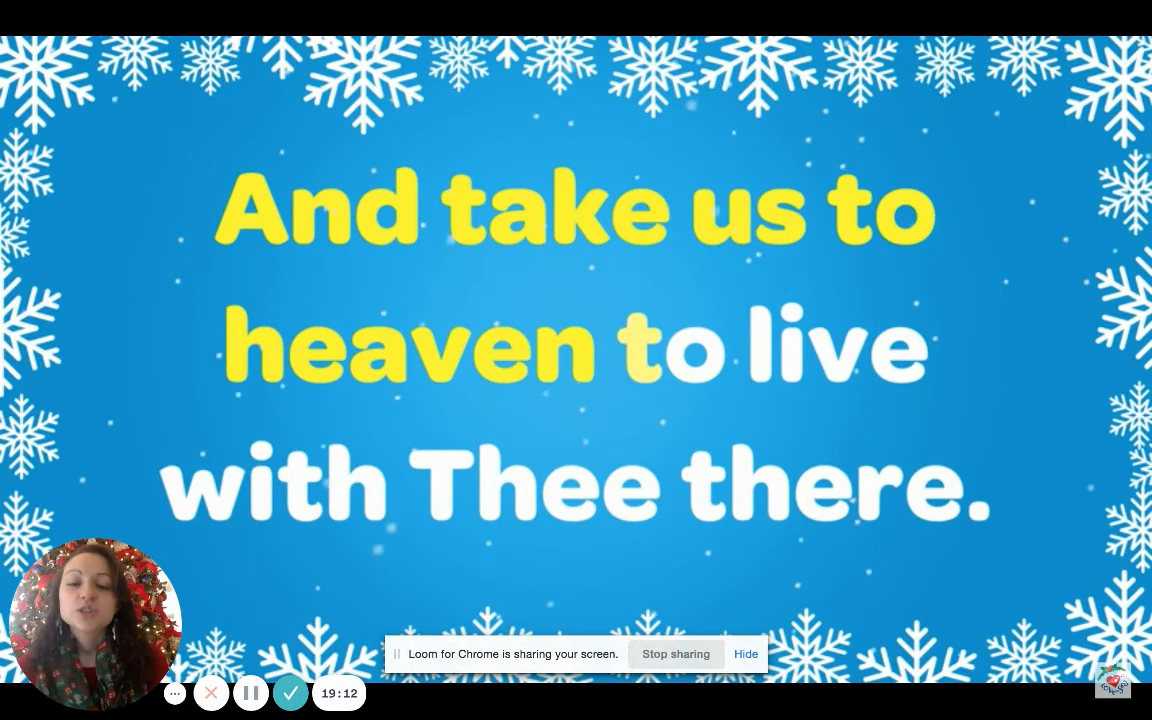 And take us to
heaven to live
with Thee there.
Loom for Chrome is sharing your screen. Stop sharing Hide
19:12